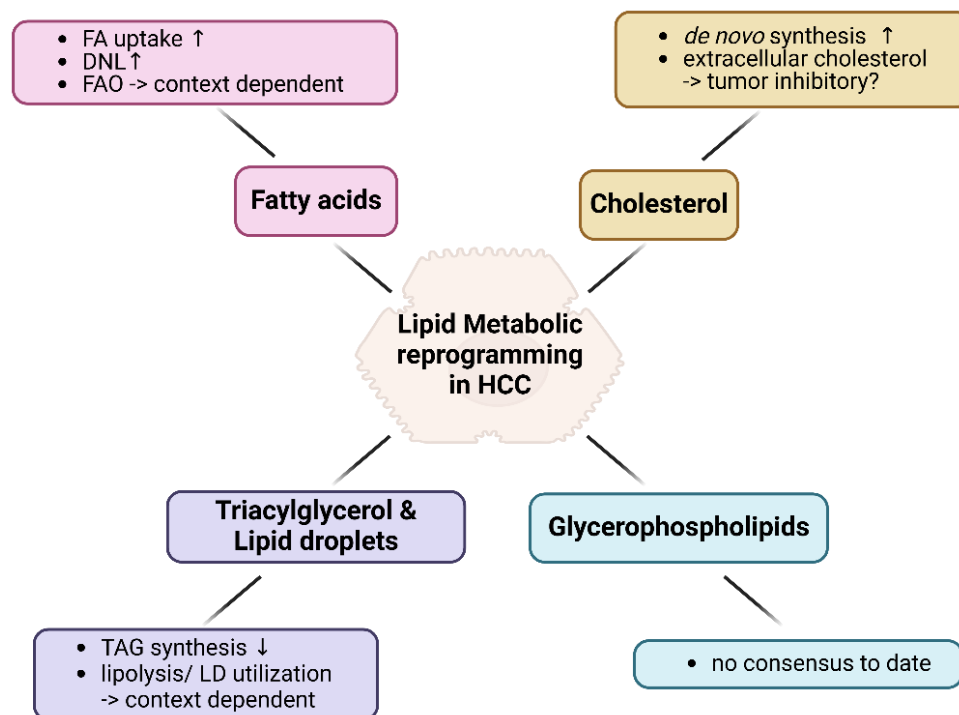 • FA uptake ↑
• DNL↑
• FAO -> context dependent
• de novo synthesis ↑
• extracellular cholesterol
-> tumor inhibitory?
Fatty acids
Cholesterol
Lipid Metabolic
reprogramming
in HCC
Triacylglycerol &
Lipid droplets
Glycerophospholipids
• TAG synthesis ↓
• lipolysis/ LD utilization
-> context dependent
• no consensus to date